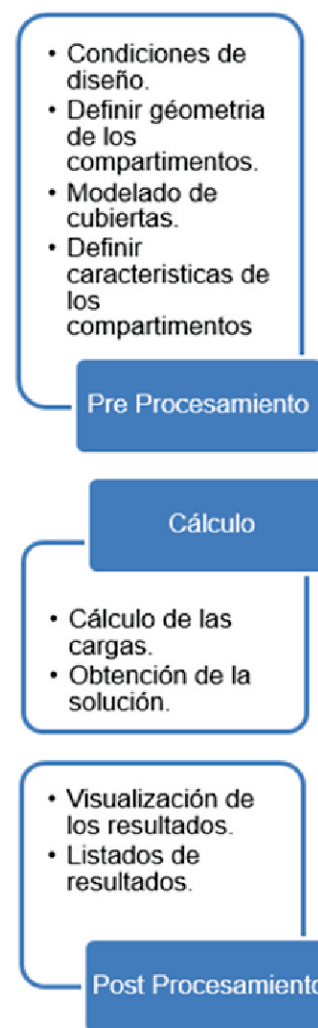 • Condiciones de
diseño.
• Definir géometria
de los
compartimentos.
• Modelado de
cubiertas.
• Definir
caracteristicas de
los
compartimentos
Pre Procesamiento
Cálculo
• Cálculo de las
cargas.
• Obtención de la
solución.
• Visualización de
los resultados.
• Listados de
resultados.
Post Procesamiento